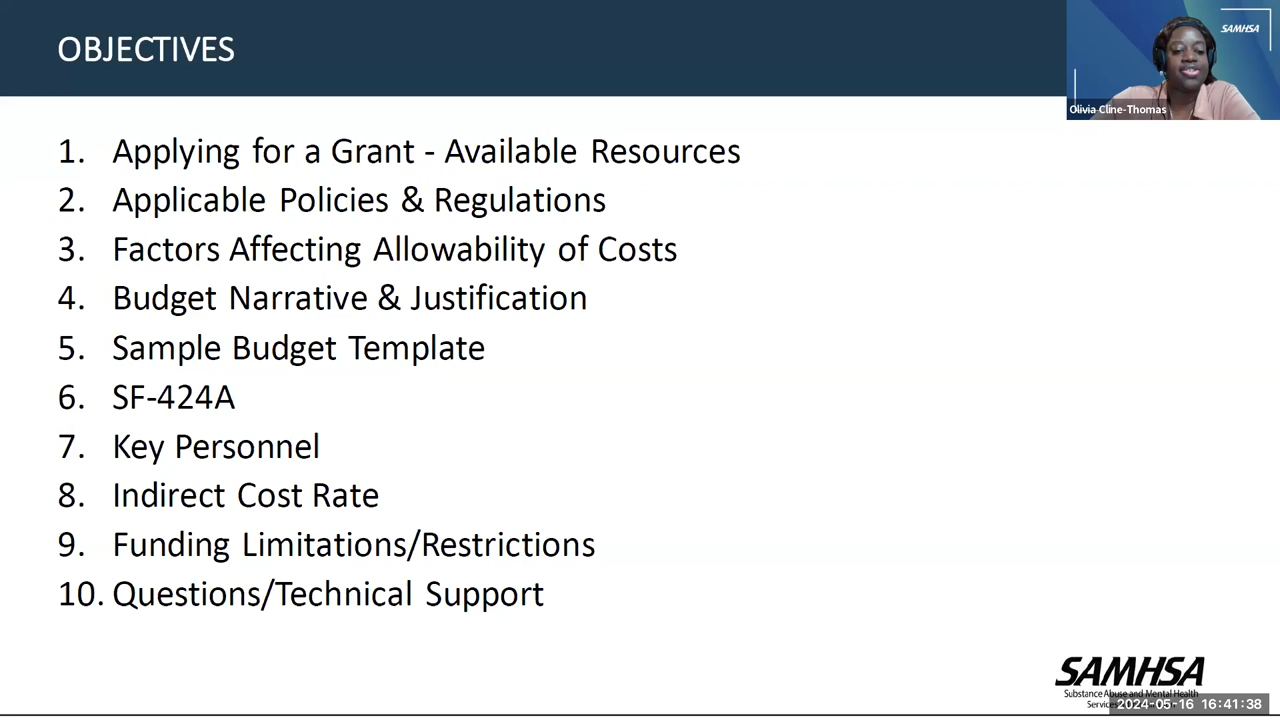 OBJECTIVES
SAMHSA
Olivia Cline-Thomas
1. Applying for a Grant - Available Resources
2. Applicable Policies & Regulations
3. Factors Affecting Allowability of Costs
4. Budget Narrative & Justification
5. Sample Budget Template
6. SF-424A
7. Key Personnel
8. Indirect Cost Rate
9. Funding Limitations/Restrictions
10. Questions/Technical Support
SAMHSA
Substance Abuse and Mental Health
Services
2024-05-16 16:41:38